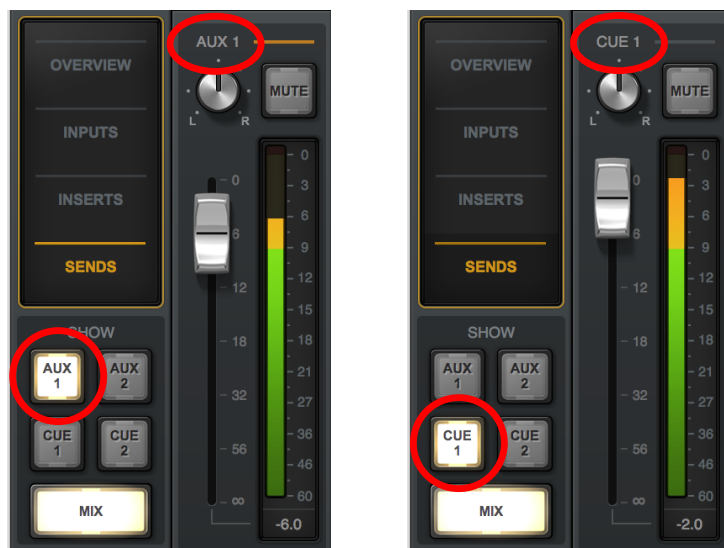 OVERVIEW
INPUTS
INSERTS
SENDS
SHOW
AUX 1
AUX 2
CUE 1
CUE 2
MIX
AUX 1
L
R
MUTE
0
6
12
18
32
56
∞
0
3
6
9
12
15
18
21
27
36
46
60
-6.0
OVERVIEW
INPUTS
INSERTS
SENDS
SHOW
AUX 1
AUX 2
CUE 1
CUE 2
MIX
CUE 1
L
R
MUTE
0
6
12
18
32
56
∞
0
3
6
9
12
15
18
21
27
36
46
60
-2.0